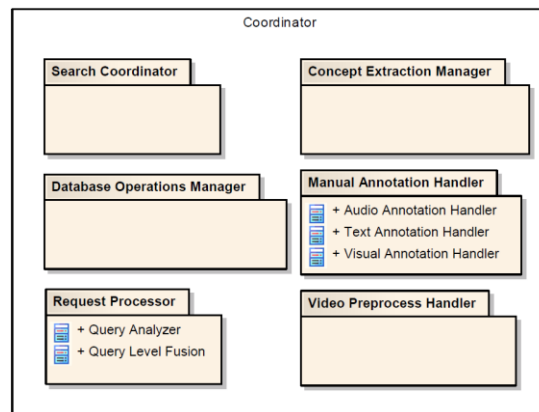 Coordinator
Search Coordinator
Concept Extraction Manager
Database Operations Manager
Manual Annotation Handler
+ Audio Annotation Handler
+ Text Annotation Handler
+ Visual Annotation Handler
Request Processor
+ Query Analyzer
+ Query Level Fusion
Video Preprocess Handler